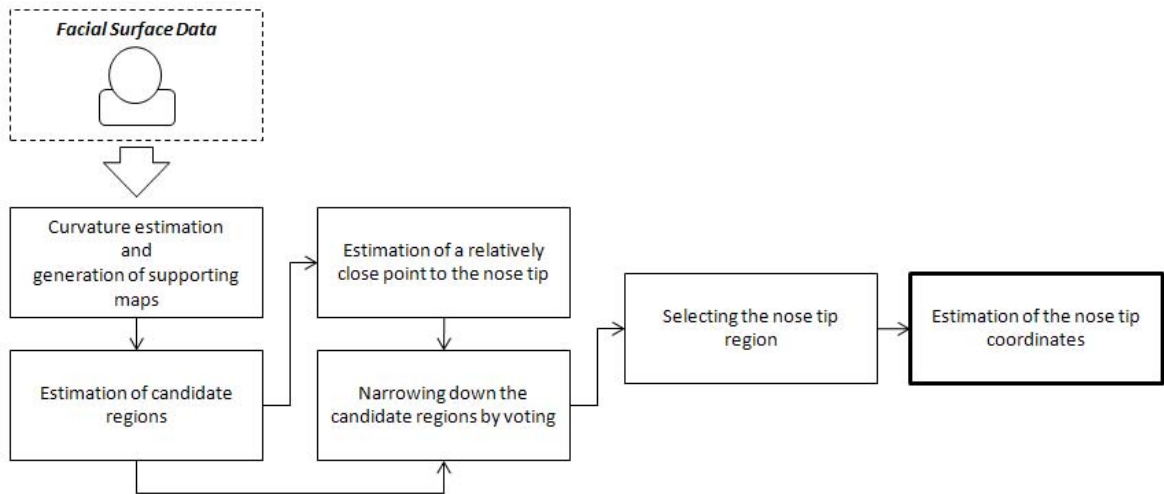 Facial Surface Data
Curvature estimation
and
generation of supporting
maps
Estimation of candidate
regions
Estimation of a relatively
close point to the nose tip
Narrowing down the
candidate regions by voting
Selecting the nose tip
region
Estimation of the nose tip
coordinates